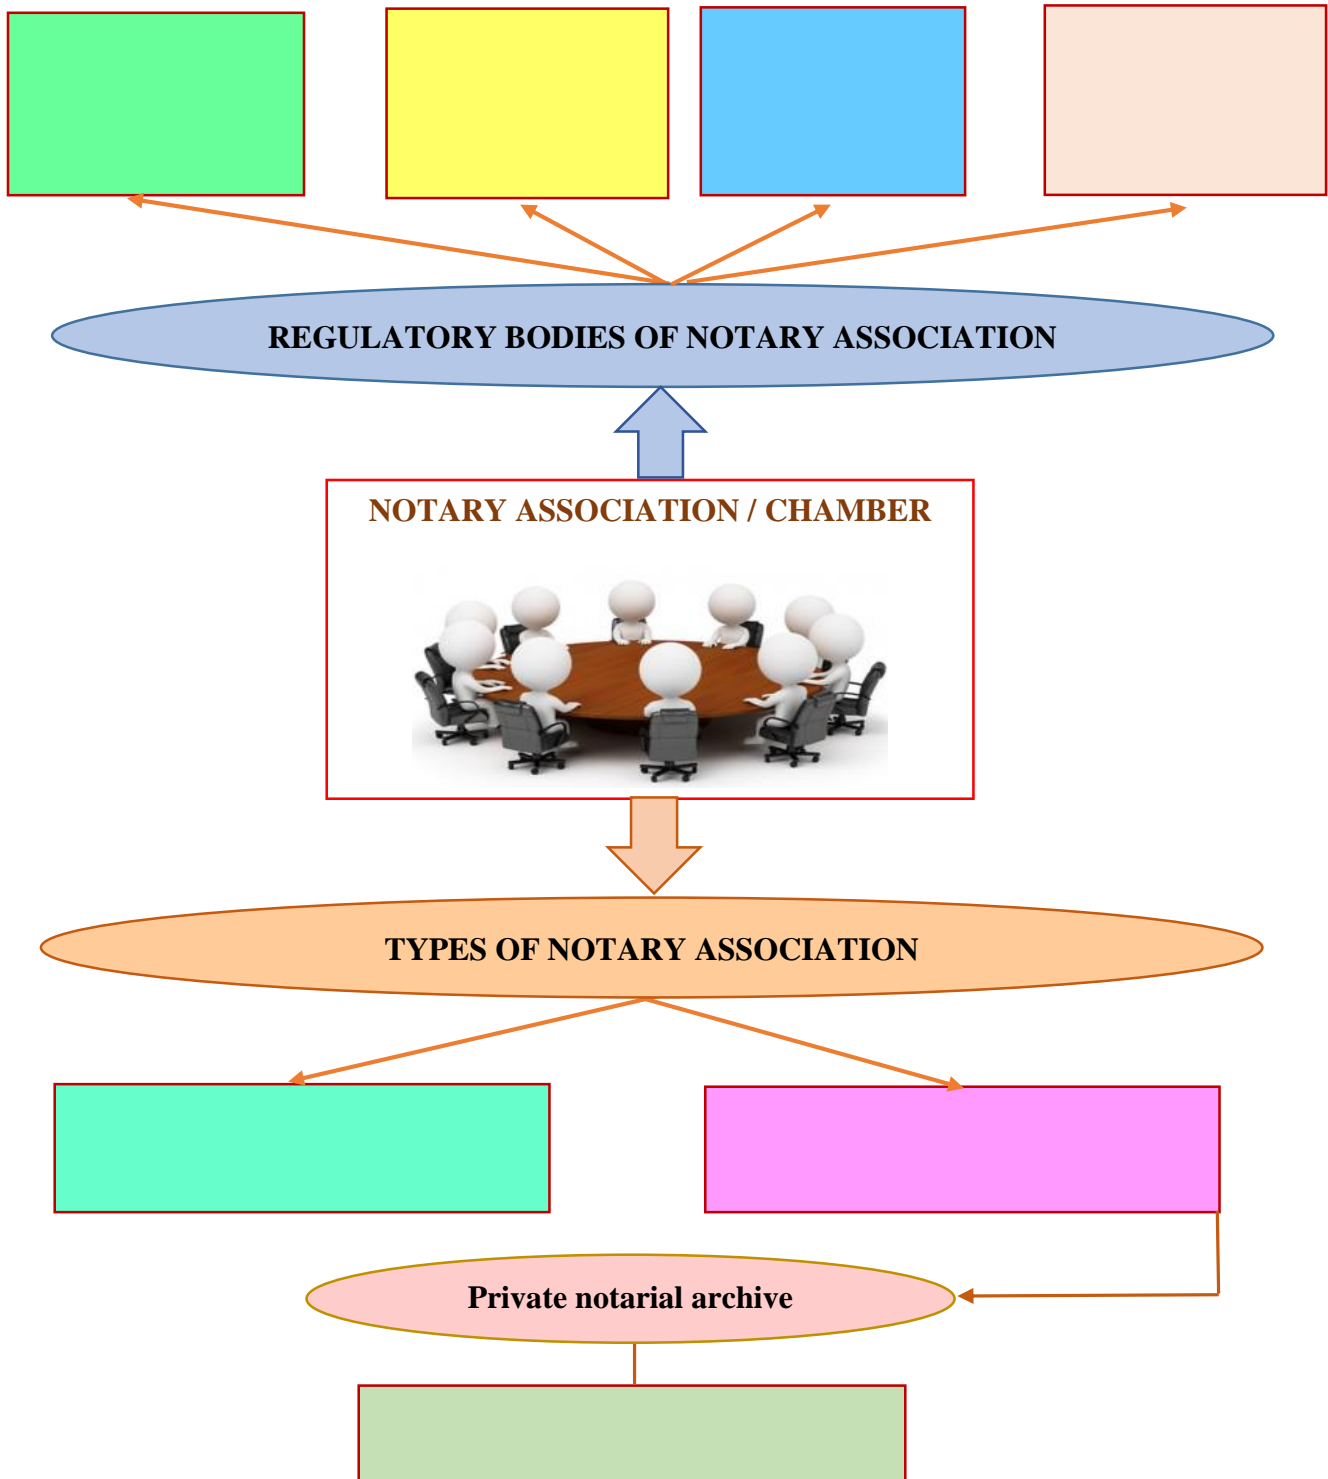 REGULATORY BODIES OF NOTARY ASSOCIATION
NOTARY ASSOCIATION / CHAMBER
TYPES OF NOTARY ASSOCIATION
Private notarial archive